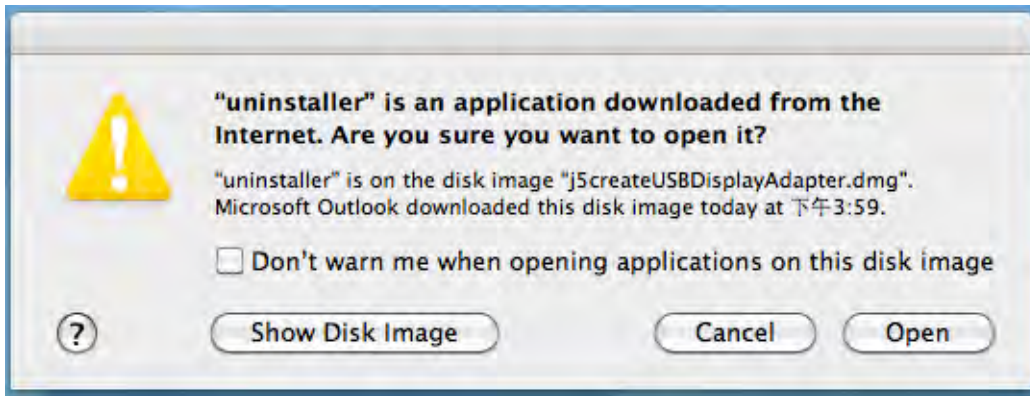 “uninstaller” is an application downloaded from the
Internet. Are you sure you want to open it?
“uninstaller” is on the disk image “j5createUSBDisplayAdapter.dmg”.
Microsoft Outlook downloaded this disk image today at 下午3:59.
Don’t warn me when opening applications on this disk image
? Show Disk Image Cancel Open